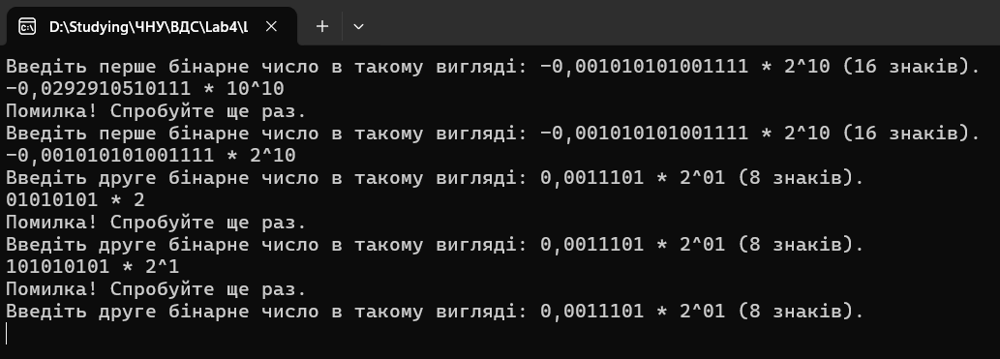 D:\Studying\ЧНУ\ВДС\Lab4\L
Введіть перше бінарне число в такому вигляді: -0,001010101001111 * 2^10 (16 знаків).
-0,0292910510111 * 10^10
Помилка! Спробуйте ще раз.
Введіть перше бінарне число в такому вигляді: -0,001010101001111 * 2^10 (16 знаків).
-0,001010101001111 * 2^10
Введіть друге бінарне число в такому вигляді: 0,0011101 * 2^01 (8 знаків).
01010101 * 2
Помилка! Спробуйте ще раз.
Введіть друге бінарне число в такому вигляді: 0,0011101 * 2^01 (8 знаків).
101010101 * 2^1
Помилка! Спробуйте ще раз.
Введіть друге бінарне число в такому вигляді: 0,0011101 * 2^01 (8 знаків).